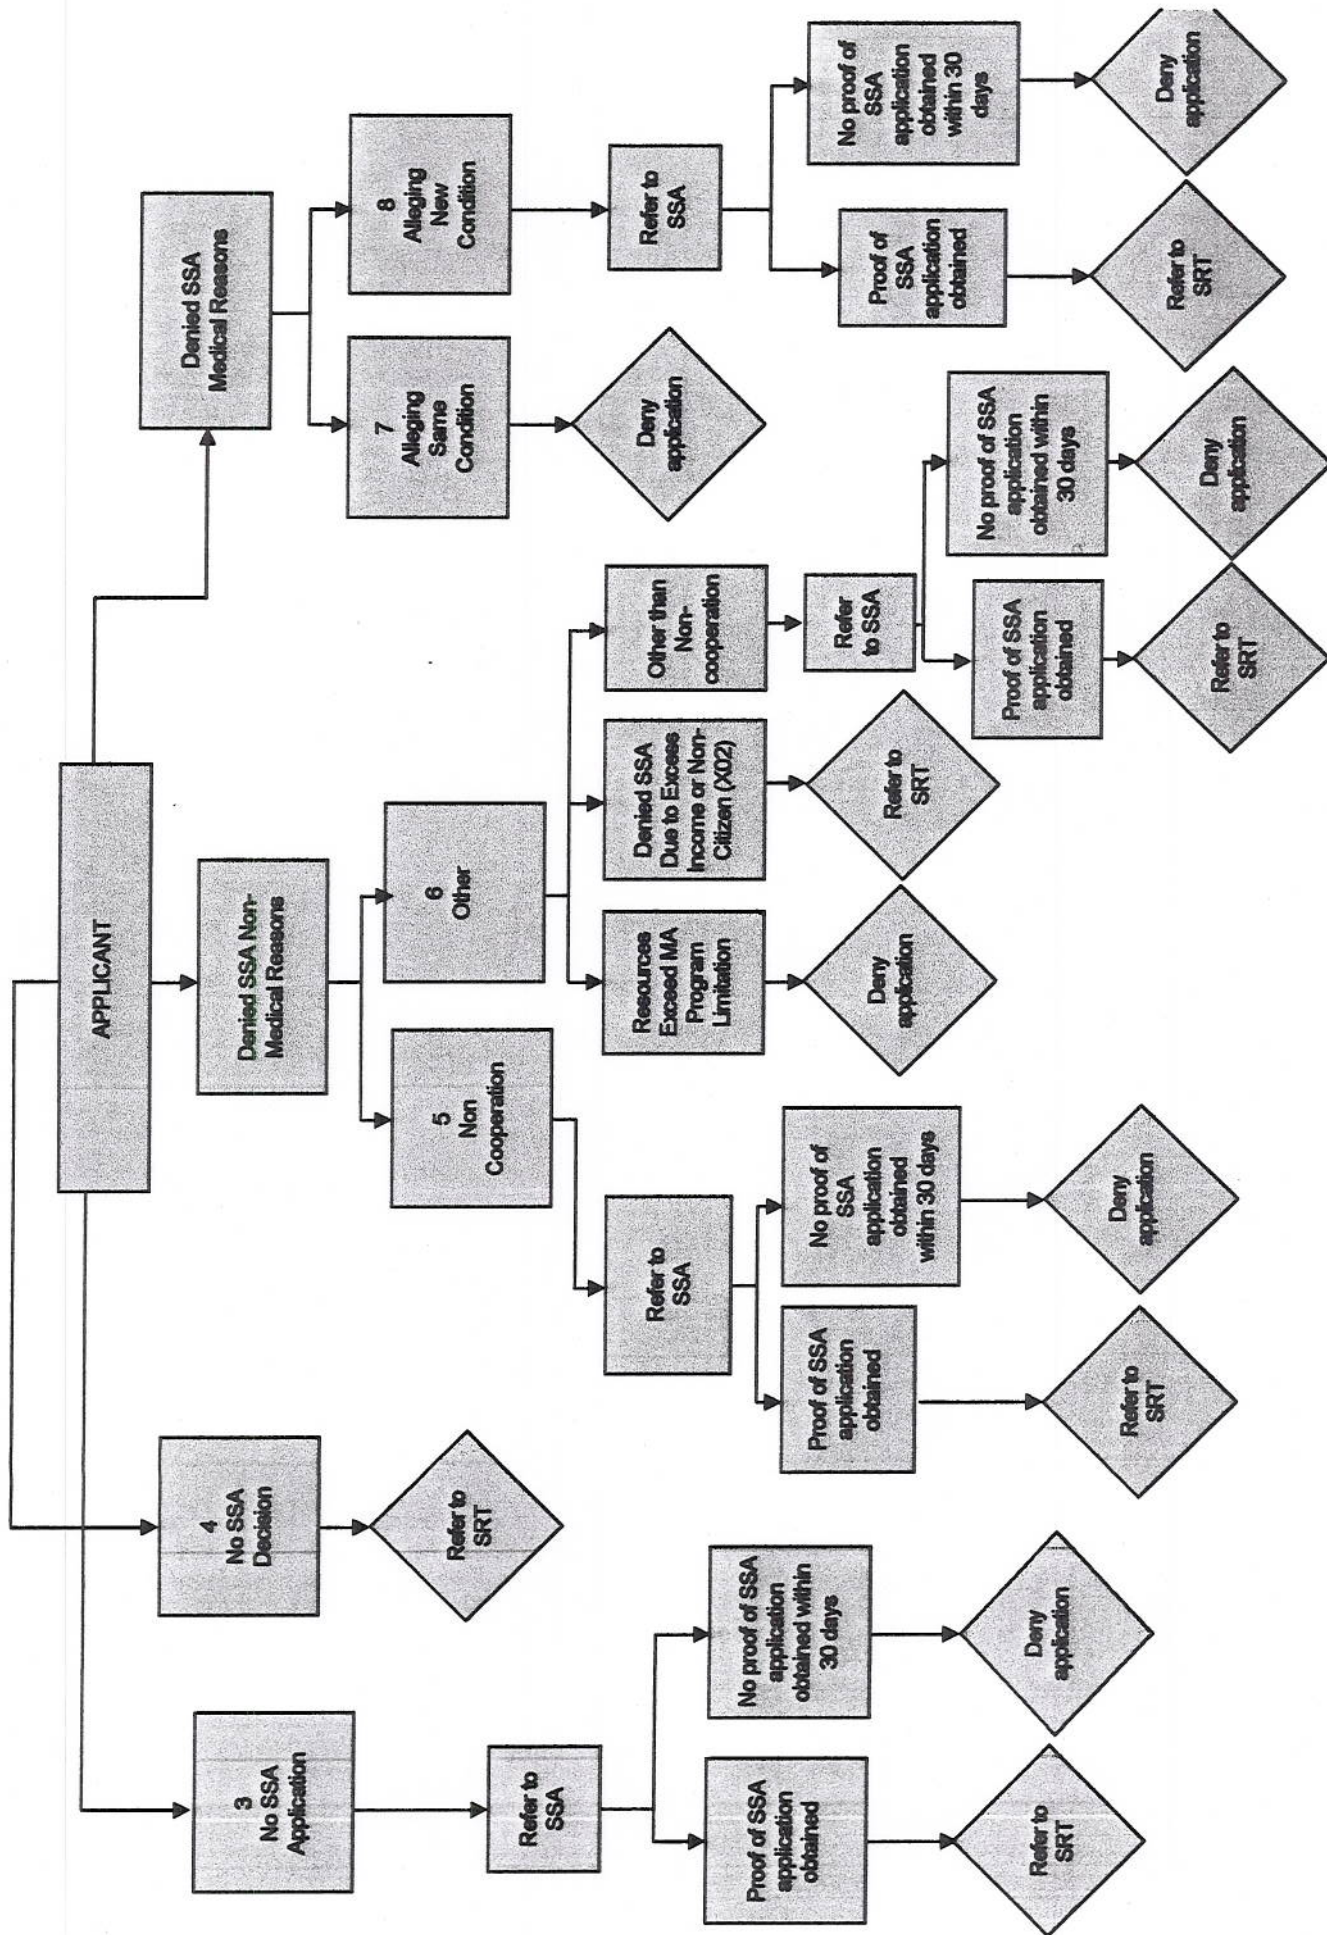 APPLICANT
3
No SSA
Application
Refer to
SSA
Proof of SSA
application
obtained
Refer to
SRT
No proof of SSA
application
obtained within
30 days
Deny
application
4
No SSA
Decision
Refer to
SRT
Denied SSA Non-
Medical Reasons
5
Non
Cooperation
Refer to
SSA
Proof of SSA
application
obtained
Refer to
SRT
No proof of
SSA
application
obtained
within 30 days
Deny
application
6
Other
Resources
Exceed MA
Program
Limitation
Deny
application
Denied SSA
Due to Excess
Income or Non-
Citizen (X02)
Refer to
SRT
Other than
Non-
cooperation
Refer
to SSA
Proof of SSA
application
obtained
Refer to
SRT
No proof of SSA
application
obtained within
30 days
Deny
application
Denied SSA
Medical Reasons
7
Alleging
Same
Condition
Deny
application
8
Alleging
New
Condition
Refer to
SSA
Proof of
SSA
application
obtained
Refer to
SRT
No proof of
SSA
application
obtained
within 30
days
Deny
application